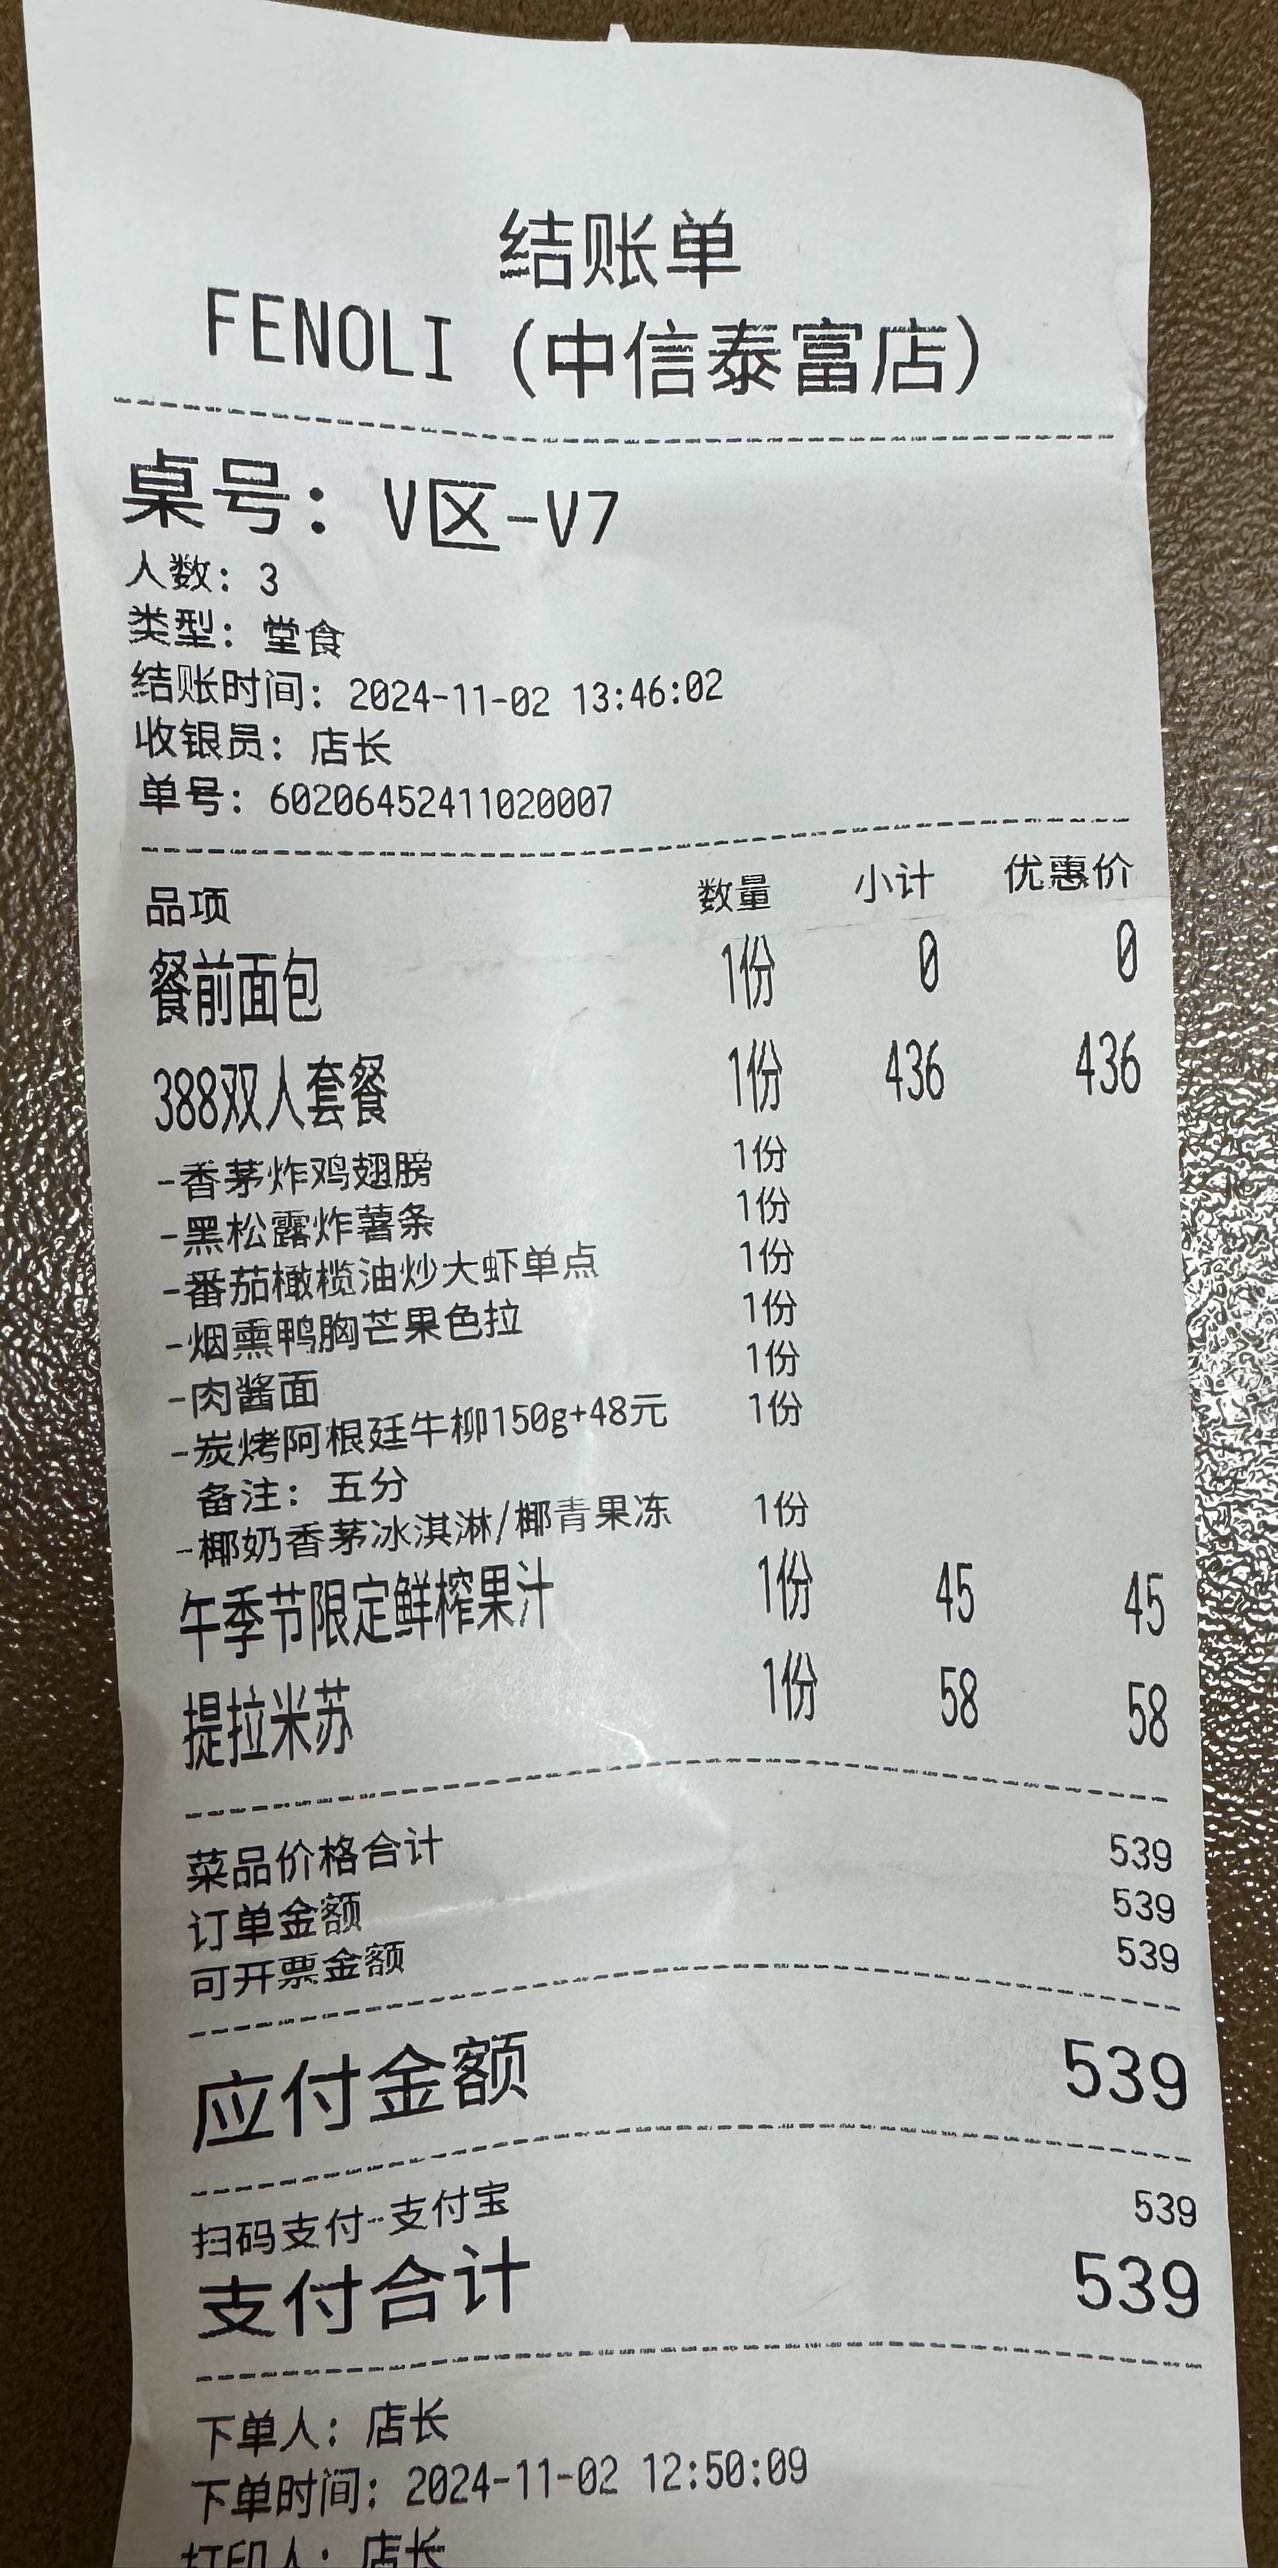 结账单
FENOLI (中信泰富店)
桌号: V区-V7
人数: 3
类型: 堂食
结账时间: 2024-11-02 13:46:02
收银员: 店长
单号: 60206452411020007
品项 数量 小计 优惠价
餐前面包 1份 0 0
388双人套餐 1份 436 436
-香茅炸鸡翅膀 1份
-黑松露炸薯条 1份
-番茄橄榄油炒大虾单点 1份
-烟熏鸭胸芒果色拉 1份
-肉酱面 1份
-炭烤阿根廷牛柳150g+48元 1份
备注: 五分
-椰奶香茅冰淇淋/椰青果冻 1份
午季节限定鲜榨果汁 1份 45 45
提拉米苏 1份 58 58
菜品价格合计 539
订单金额 539
可开票金额 539
应付金额 539
扫码支付--支付宝 539
支付合计 539
下单人: 店长
下单时间: 2024-11-02 12:50:09
打印人: 店长